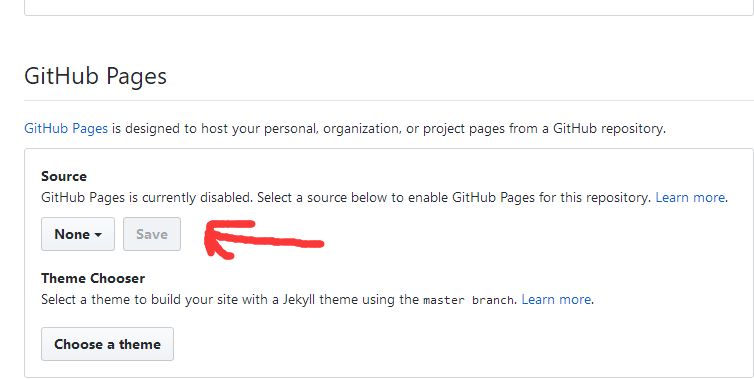 GitHub Pages
GitHub Pages is designed to host your personal, organization, or project pages from a GitHub repository.
Source
GitHub Pages is currently disabled. Select a source below to enable GitHub Pages for this repository. Learn more.
None Save
Theme Chooser
Select a theme to build your site with a Jekyll theme using the master branch. Learn more.
Choose a theme